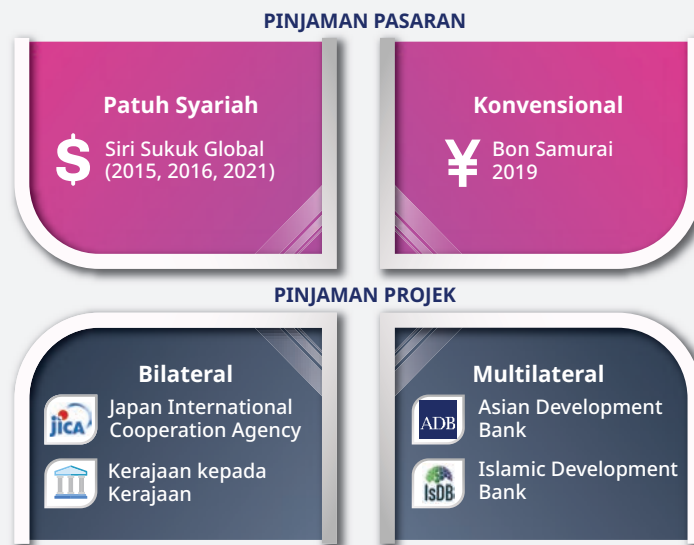 PINJAMAN PASARAN
Patuh Syariah
$ Siri Sukuk Global
(2015, 2016, 2021)
Konvensional
¥ Bon Samurai
2019
PINJAMAN PROJEK
Bilateral
jICA Japan International
Cooperation Agency
Kerajaan kepada
Kerajaan
Multilateral
ADB Asian Development
Bank
IsDB Islamic Development
Bank